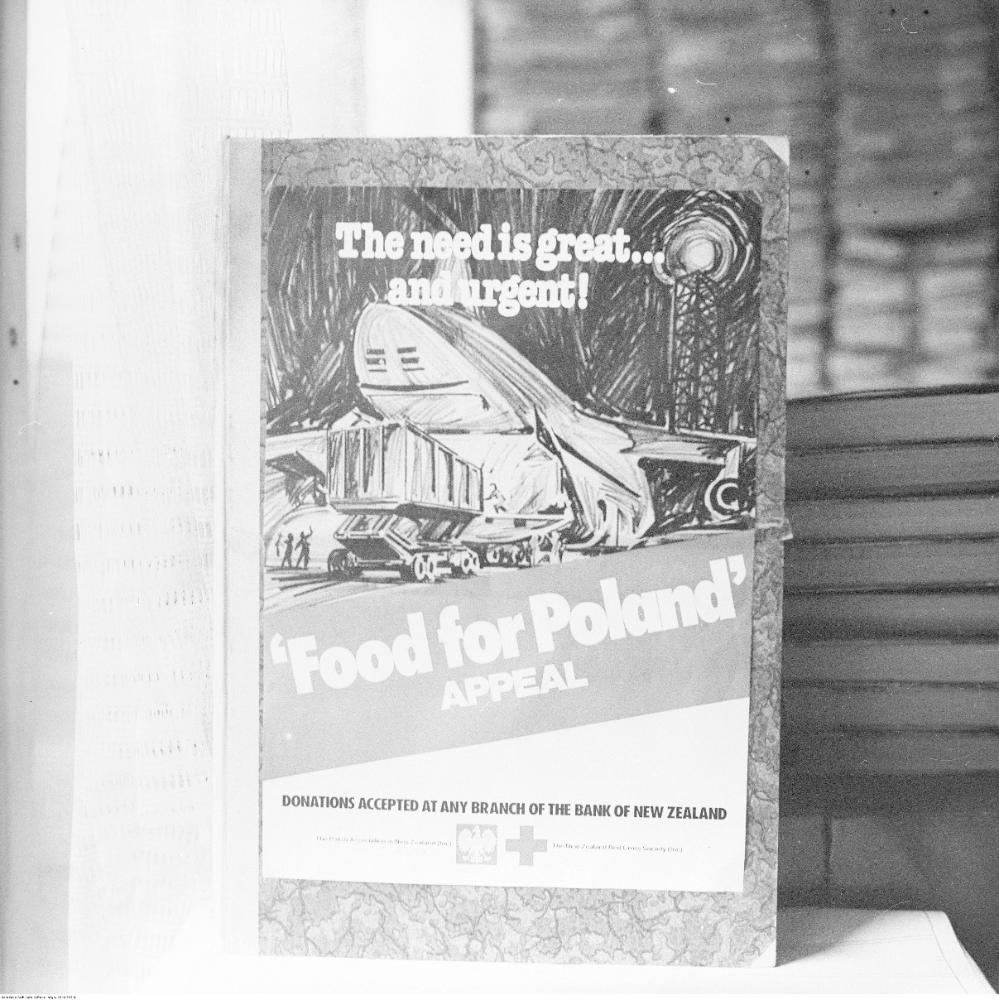 The need is great...
and urgent!
C
'Food for Poland'
APPEAL
DONATIONS ACCEPTED AT ANY BRANCH OF THE BANK OF NEW ZEALAND
The Polish Association in New Zealand (Inc)
The New Zealand Red Cross Society (Inc)